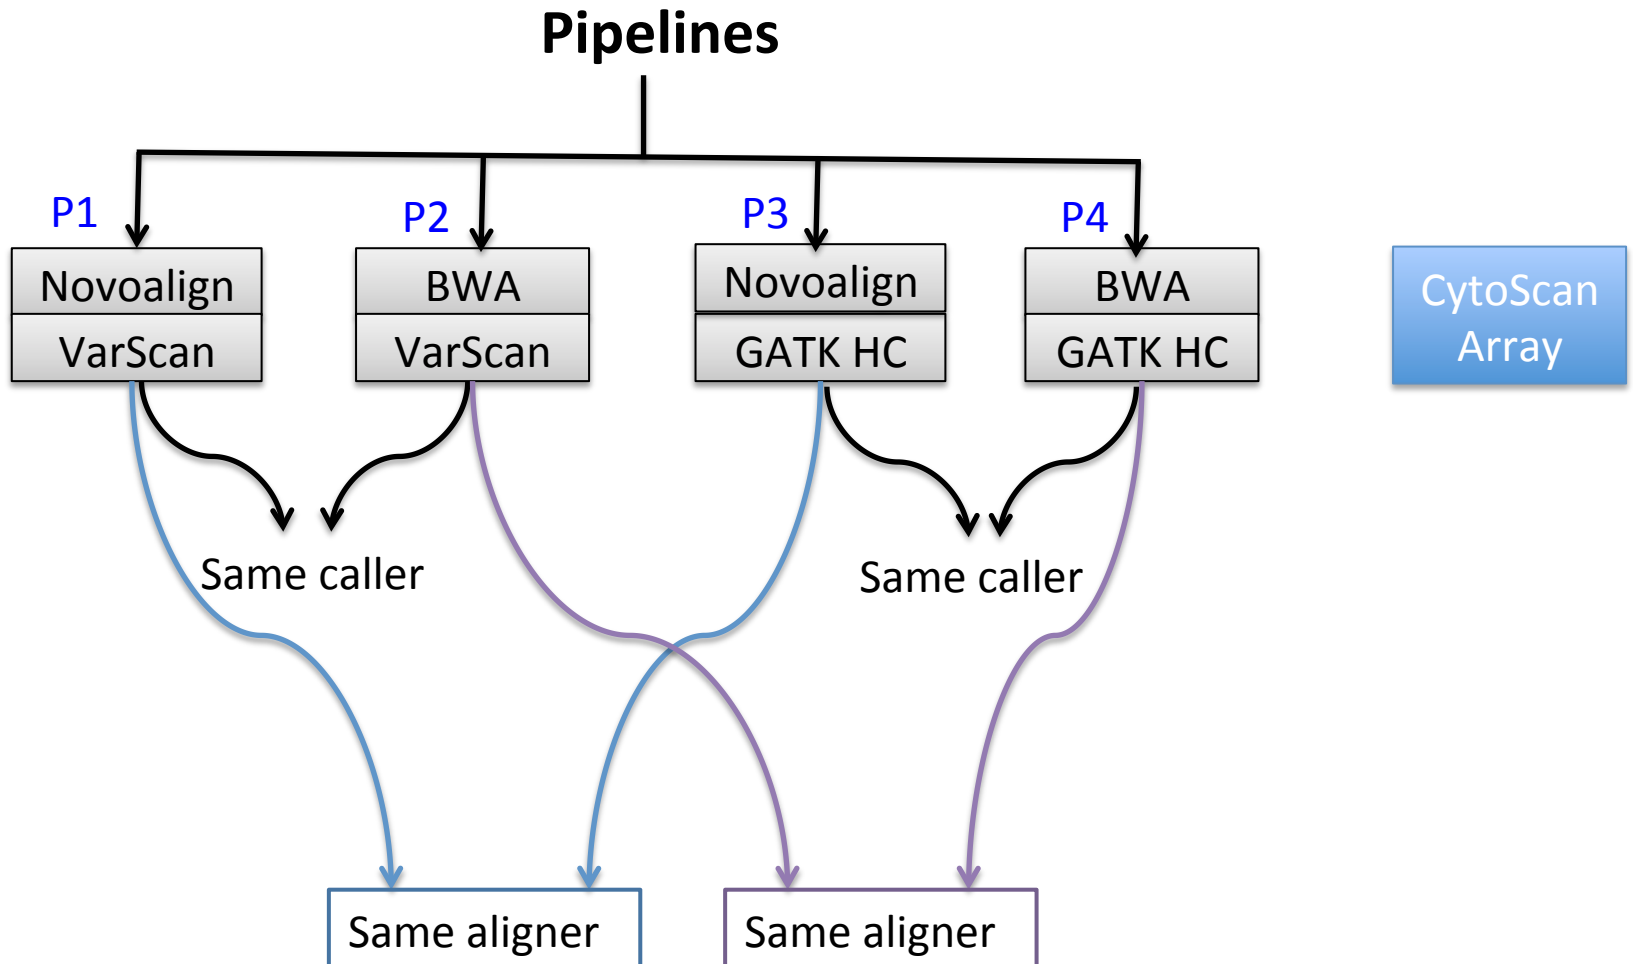 Pipelines
P1
P2
P3
P4
Novoalign
VarScan
BWA
VarScan
Novoalign
GATK HC
BWA
GATK HC
CytoScan
Array
Same caller
Same caller
Same aligner
Same aligner